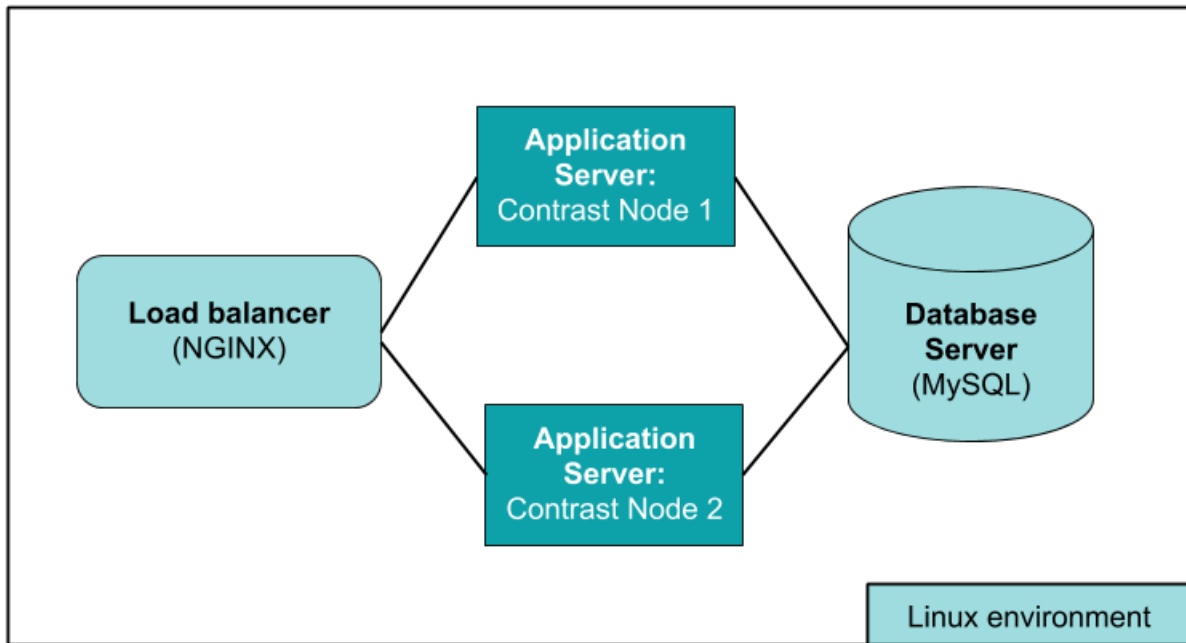 Application
Server:
Contrast Node 1
Load balancer
(NGINX)
Database
Server
(MySQL)
Application
Server:
Contrast Node 2
Linux environment